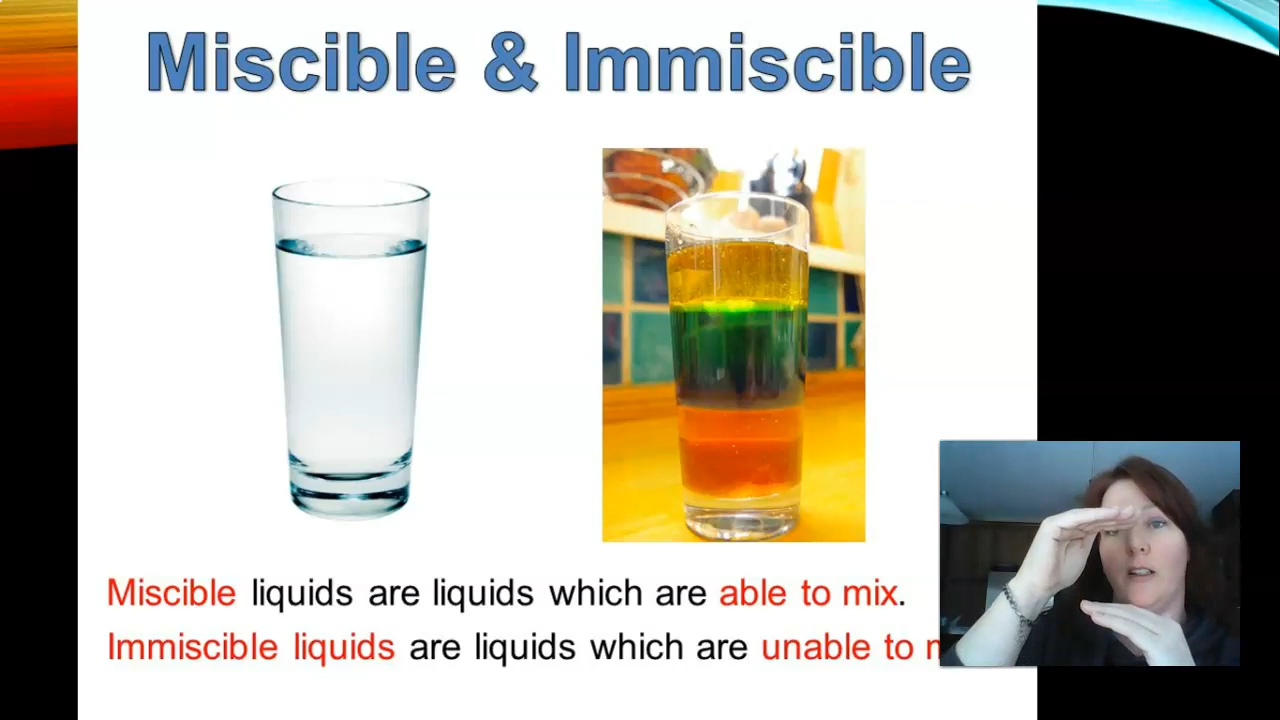 Miscible & Immiscible
Miscible liquids are liquids which are able to mix.
Immiscible liquids are liquids which are unable to